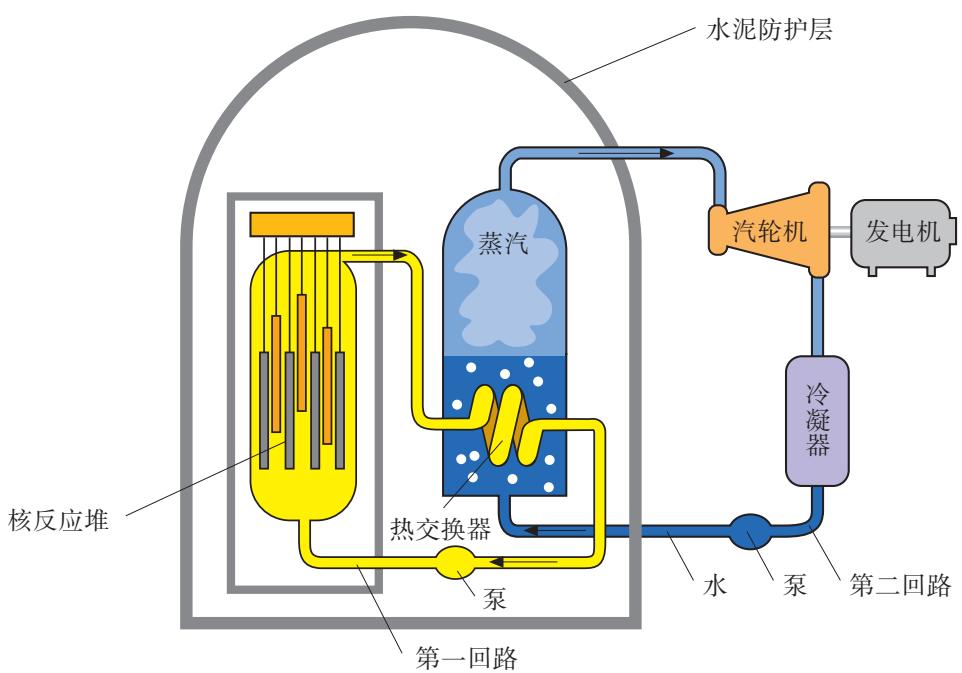 水泥防护层
蒸汽
汽轮机
发电机
冷凝器
核反应堆
热交换器
泵
水
泵
第二回路
第一回路